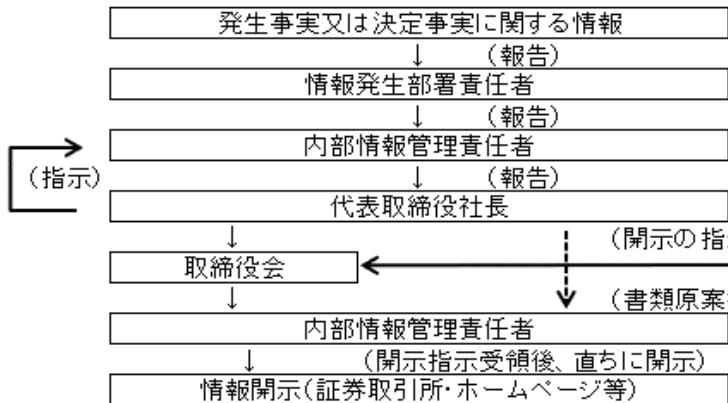 発生事実又は決定事実に関する情報
↓ (報告)
情報発生部署責任者
↓ (報告)
内部情報管理責任者
(指示)
↓ (報告)
代表取締役社長
↓ (開示の指
取締役会
↓ (書類原案
内部情報管理責任者
↓ (開示指示受領後、直ちに開示)
情報開示(証券取引所・ホームページ等)